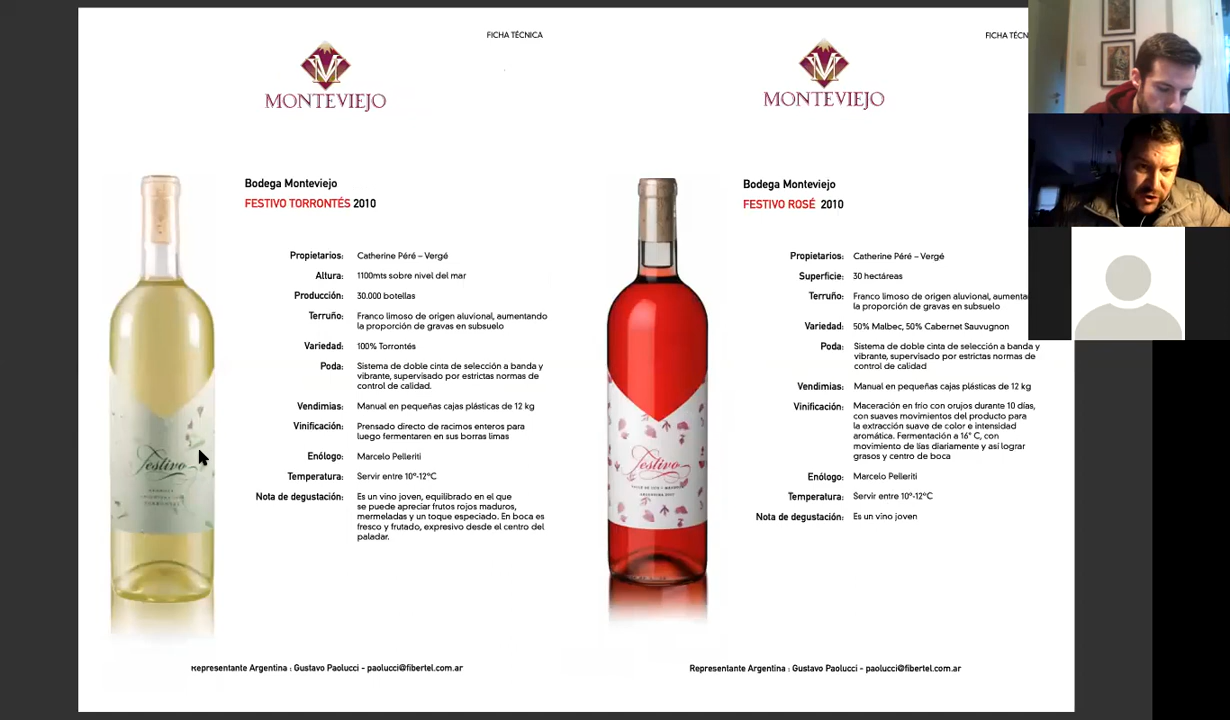 FICHA TÉCNICA
MONTEVIEJO
Bodega Monteviejo
FESTIVO TORRONTÉS 2010
Propietarios: Catherine Péré – Vergé
Altura: 1100mts sobre nivel del mar
Producción: 30.000 botellas
Terruño: Franco limoso de origen aluvional, aumentando
la proporción de gravas en subsuelo
Variedad: 100% Torrontés
Poda: Sistema de doble cinta de selección a banda y
vibrante, supervisado por estrictas normas de
control de calidad.
Vendimias: Manual en pequeñas cajas plásticas de 12 kg
Vinificación: Prensado directo de racimos enteros para
luego fermentaren en sus borras limas
Enólogo: Marcelo Pelleriti
Temperatura: Servir entre 10º-12ºC
Nota de degustación: Es un vino joven, equilibrado en el que
se puede apreciar frutos rojos maduros,
mermeladas y un toque especiado. En boca es
fresco y frutado, expresivo desde el centro del
paladar.
Festivo
Representante Argentina : Gustavo Paolucci - paolucci@fibertel.com.ar
FICHA TÉCN
MONTEVIEJO
Bodega Monteviejo
FESTIVO ROSÉ 2010
Propietarios: Catherine Péré – Vergé
Superficie: 30 hectáreas
Terruño: Franco limoso de origen aluvional, aumenta
la proporción de gravas en subsuelo
Variedad: 50% Malbec, 50% Cabernet Sauvugnon
Poda: Sistema de doble cinta de selección a banda y
vibrante, supervisado por estrictas normas de
control de calidad
Vendimias: Manual en pequeñas cajas plásticas de 12 kg
Vinificación: Maceración en frio con orujos durante 10 dias,
con suaves movimientos del producto para
la extracción suave de color e intensidad
aromática. Fermentación a 16° C, con
movimiento de lías diariamente y así lograr
grasos y centro de boca
Enólogo: Marcelo Pelleriti
Temperatura: Servir entre 10º-12ºC
Nota de degustación: Es un vino joven
Festivo
Representante Argentina : Gustavo Paolucci - paolucci@fibertel.com.ar